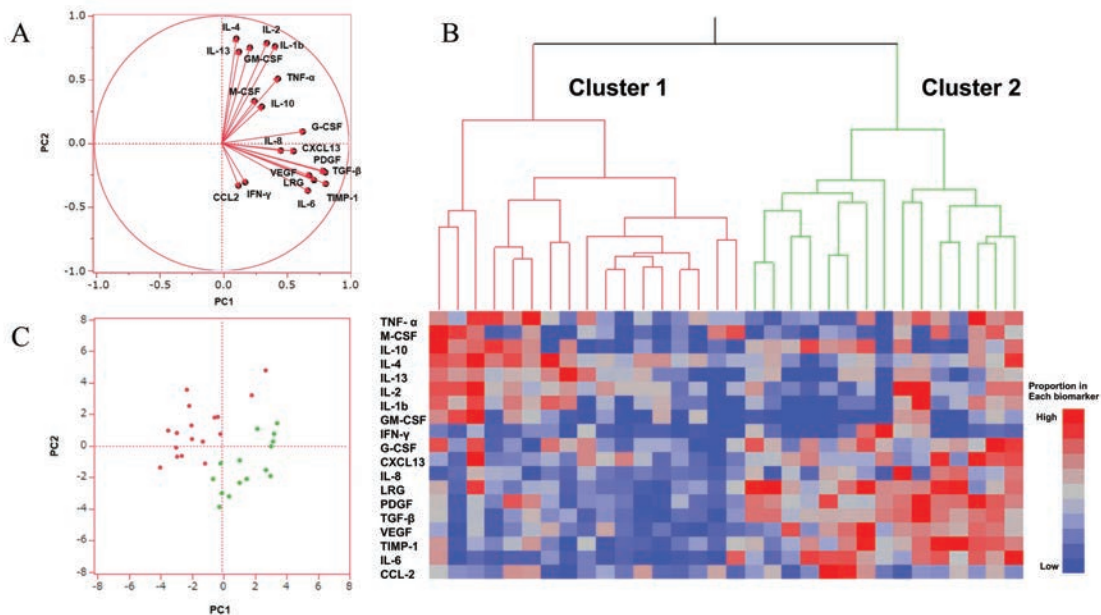 A
1.0
0.5
0.0
-0.5
-1.0
PC2
-1.0
-0.5
0.0
0.5
1.0
PC1
IL-4
IL-2
IL-13
IL-1b
GM-CSF
TNF-α
M-CSF
IL-10
G-CSF
IL-8
CXCL13
PDGF
VEGF
TGF-β
LRG
CCL2
IFN-γ
TIMP-1
IL-6
B
Cluster 1
Cluster 2
TNF- α
M-CSF
IL-10
IL-4
IL-13
IL-2
IL-1b
GM-CSF
IFN-γ
G-CSF
CXCL13
IL-8
LRG
PDGF
TGF-β
VEGF
TIMP-1
IL-6
CCL-2
Proportion in
Each biomarker
High
Low
C
8
6
4
2
0
-2
-4
-6
-8
PC2
-8
-6
-4
-2
0
2
4
6
8
PC1